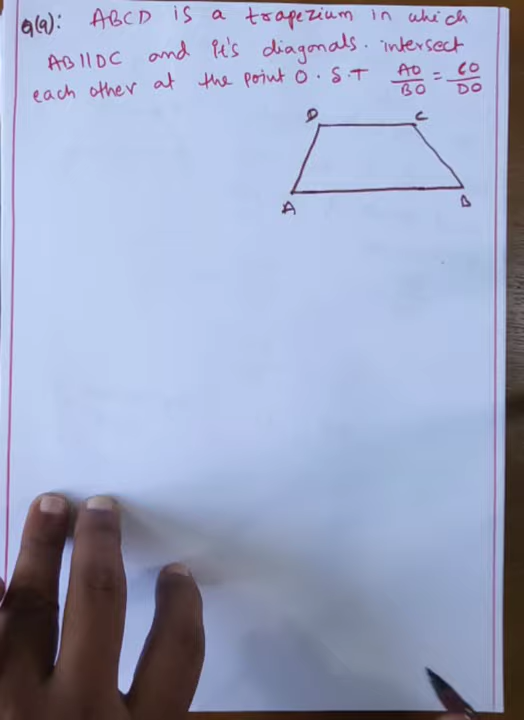 9(a): ABCD is a trapezium in which
AB||DC and it's diagonals. intersect
each other at the point O. S.T AO/BO = CO/DO
D C
A B